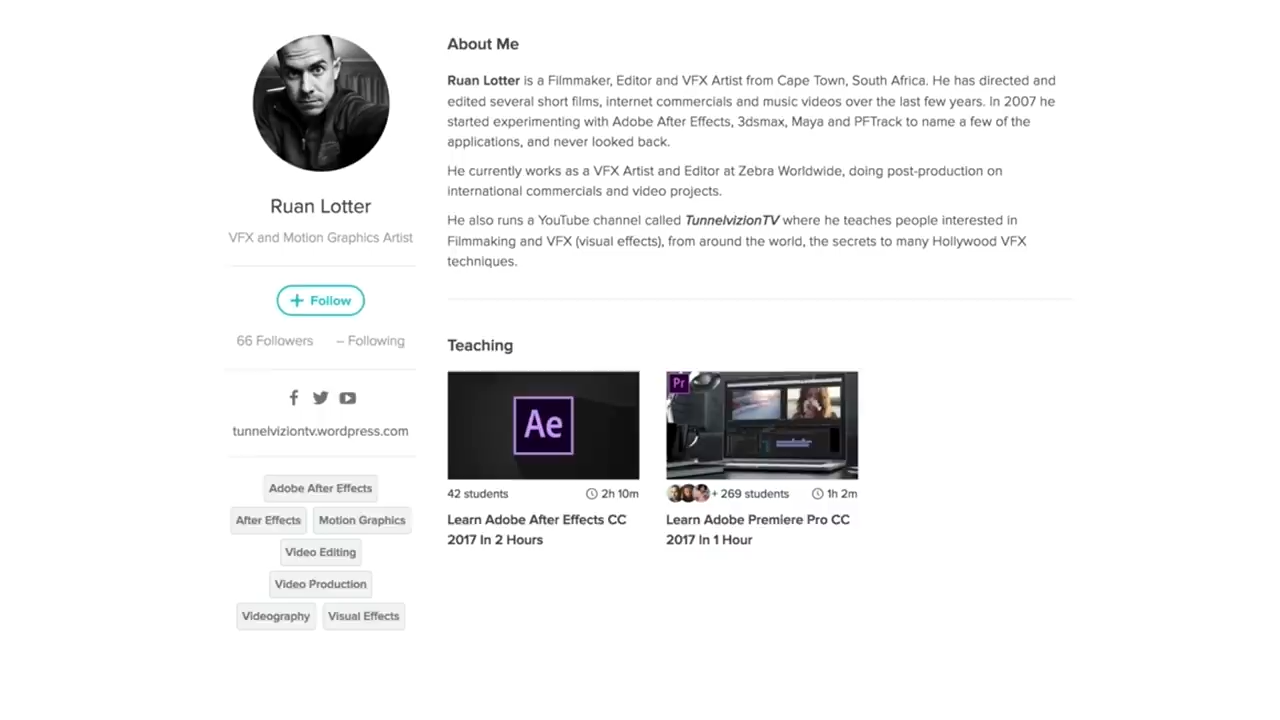 Ruan Lotter
VFX and Motion Graphics Artist
Follow
66 Followers – Following
tunnelviziontv.wordpress.com
Adobe After Effects
After Effects Motion Graphics
Video Editing
Video Production
Videography Visual Effects
About Me
Ruan Lotter is a Filmmaker, Editor and VFX Artist from Cape Town, South Africa. He has directed and
edited several short films, internet commercials and music videos over the last few years. In 2007 he
started experimenting with Adobe After Effects, 3dsmax, Maya and PFTrack to name a few of the
applications, and never looked back.
He currently works as a VFX Artist and Editor at Zebra Worldwide, doing post-production on
international commercials and video projects.
He also runs a YouTube channel called TunnelvizionTV where he teaches people interested in
Filmmaking and VFX (visual effects), from around the world, the secrets to many Hollywood VFX
techniques.
Teaching
Ae
42 students 2h 10m
Learn Adobe After Effects CC
2017 In 2 Hours
Pr
+ 269 students 1h 2m
Learn Adobe Premiere Pro CC
2017 In 1 Hour